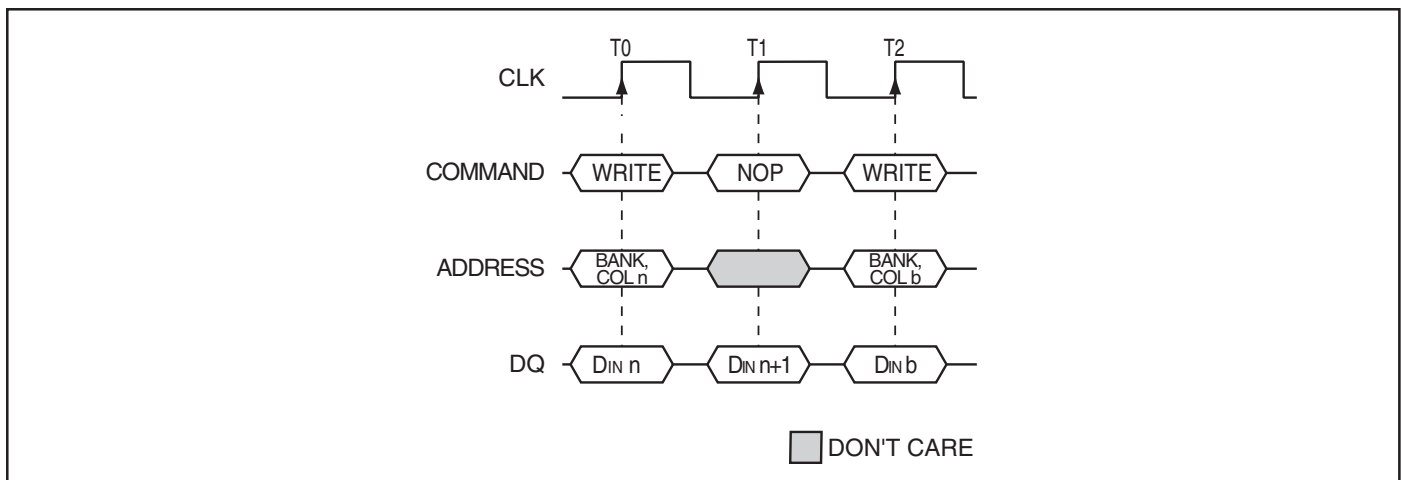 T0 T1 T2
CLK
COMMAND WRITE NOP WRITE
ADDRESS BANK, COL n BANK, COL b
DQ DIN n DIN n+1 DIN b
DON'T CARE